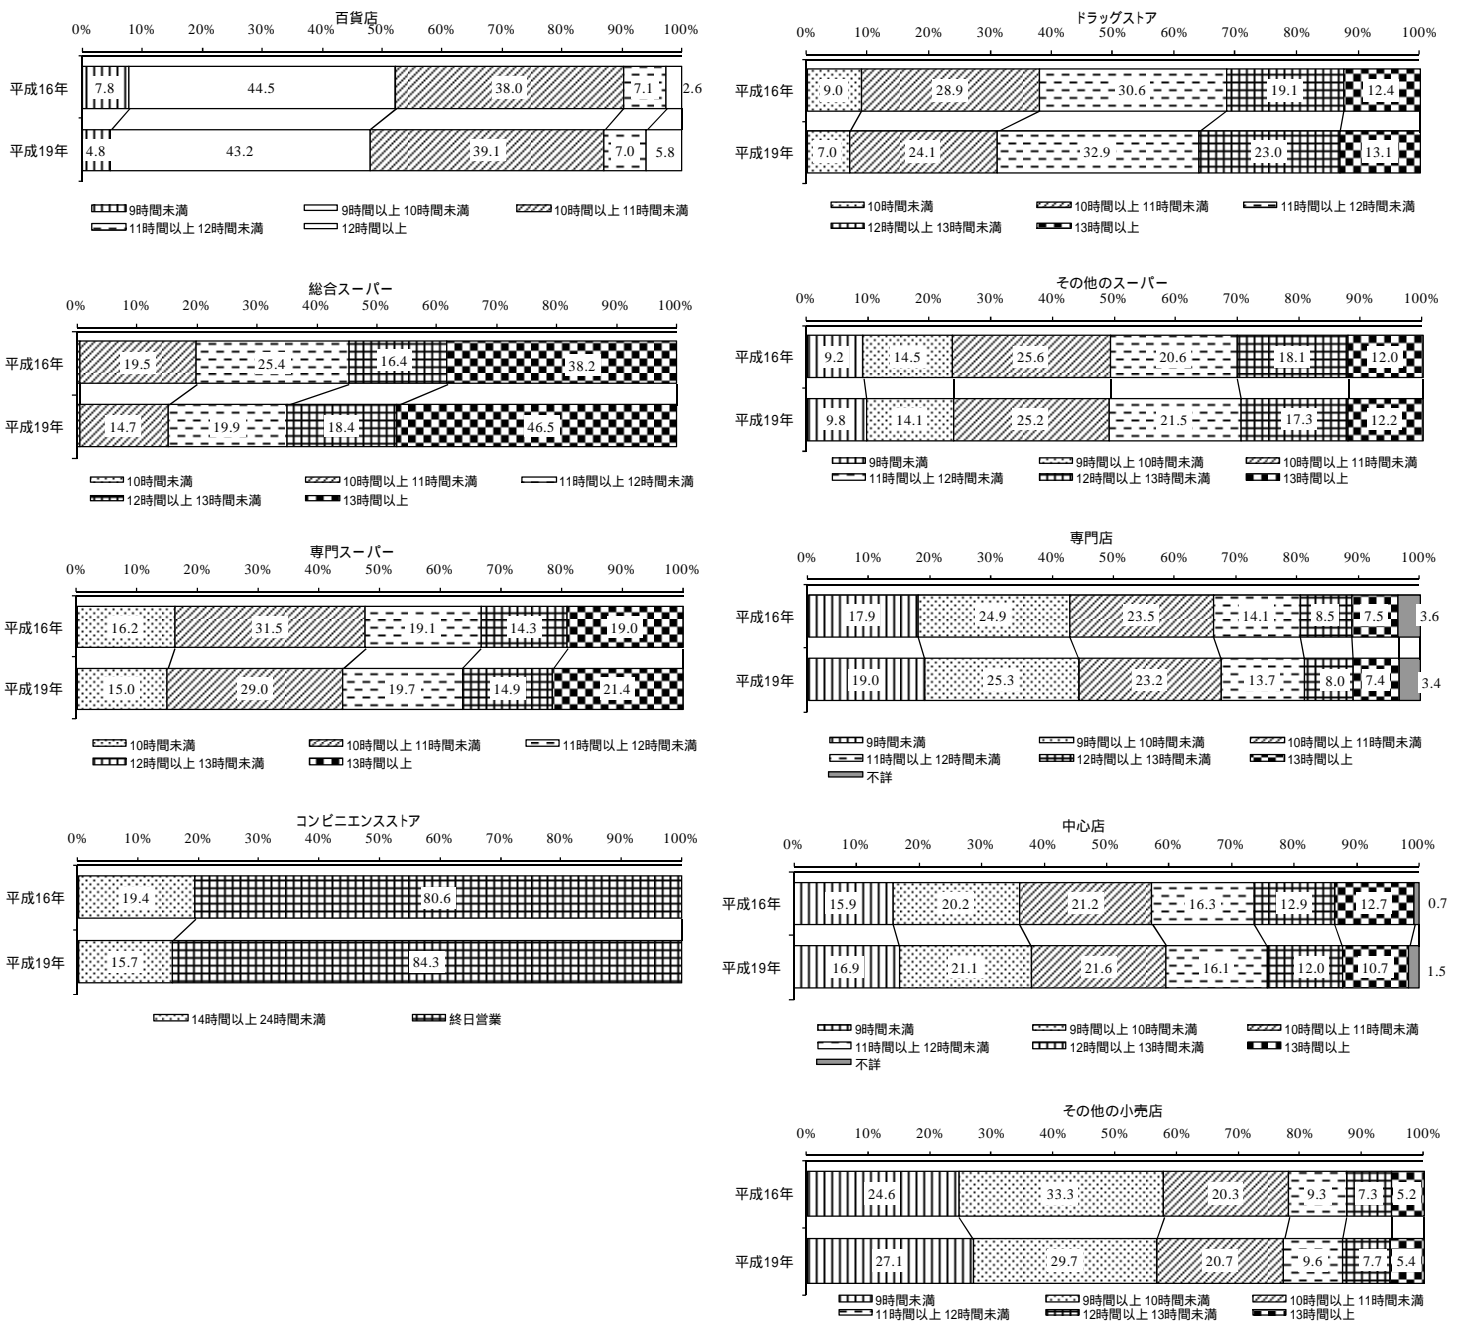 百貨店
0% 10% 20% 30% 40% 50% 60% 70% 80% 90% 100%
平成16年 7.8 44.5 38.0 7.1 2.6
平成19年 4.8 43.2 39.1 7.0 5.8
9時間未満 9時間以上 10時間未満 10時間以上 11時間未満
11時間以上 12時間未満 12時間以上
総合スーパー
0% 10% 20% 30% 40% 50% 60% 70% 80% 90% 100%
平成16年 19.5 25.4 16.4 38.2
平成19年 14.7 19.9 18.4 46.5
10時間未満 10時間以上 11時間未満 11時間以上 12時間未満
12時間以上 13時間未満 13時間以上
専門スーパー
0% 10% 20% 30% 40% 50% 60% 70% 80% 90% 100%
平成16年 16.2 31.5 19.1 14.3 19.0
平成19年 15.0 29.0 19.7 14.9 21.4
10時間未満 10時間以上 11時間未満 11時間以上 12時間未満
12時間以上 13時間未満 13時間以上
コンビニエンスストア
0% 10% 20% 30% 40% 50% 60% 70% 80% 90% 100%
平成16年 19.4 80.6
平成19年 15.7 84.3
14時間以上 24時間未満 終日営業
ドラッグストア
0% 10% 20% 30% 40% 50% 60% 70% 80% 90% 100%
平成16年 9.0 28.9 30.6 19.1 12.4
平成19年 7.0 24.1 32.9 23.0 13.1
10時間未満 10時間以上 11時間未満 11時間以上 12時間未満
12時間以上 13時間未満 13時間以上
その他のスーパー
0% 10% 20% 30% 40% 50% 60% 70% 80% 90% 100%
平成16年 9.2 14.5 25.6 20.6 18.1 12.0
平成19年 9.8 14.1 25.2 21.5 17.3 12.2
9時間未満 9時間以上 10時間未満 10時間以上 11時間未満
11時間以上 12時間未満 12時間以上 13時間未満 13時間以上
専門店
0% 10% 20% 30% 40% 50% 60% 70% 80% 90% 100%
平成16年 17.9 24.9 23.5 14.1 8.5 7.5 3.6
平成19年 19.0 25.3 23.2 13.7 8.0 7.4 3.4
9時間未満 9時間以上 10時間未満 10時間以上 11時間未満
11時間以上 12時間未満 12時間以上 13時間未満 13時間以上
不詳
中心店
0% 10% 20% 30% 40% 50% 60% 70% 80% 90% 100%
平成16年 15.9 20.2 21.2 16.3 12.9 12.7 0.7
平成19年 16.9 21.1 21.6 16.1 12.0 10.7 1.5
9時間未満 9時間以上 10時間未満 10時間以上 11時間未満
11時間以上 12時間未満 12時間以上 13時間未満 13時間以上
不詳
その他の小売店
0% 10% 20% 30% 40% 50% 60% 70% 80% 90% 100%
平成16年 24.6 33.3 20.3 9.3 7.3 5.2
平成19年 27.1 29.7 20.7 9.6 7.7 5.4
9時間未満 9時間以上 10時間未満 10時間以上 11時間未満
11時間以上 12時間未満 12時間以上 13時間未満 13時間以上